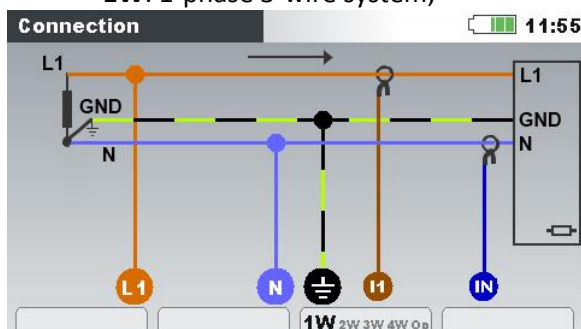 1W: 1-phase 3-wire system;
Connection 11:55
L1 L1
GND GND
N N
L1 N I1 IN
1W 2W 3W 4W Op